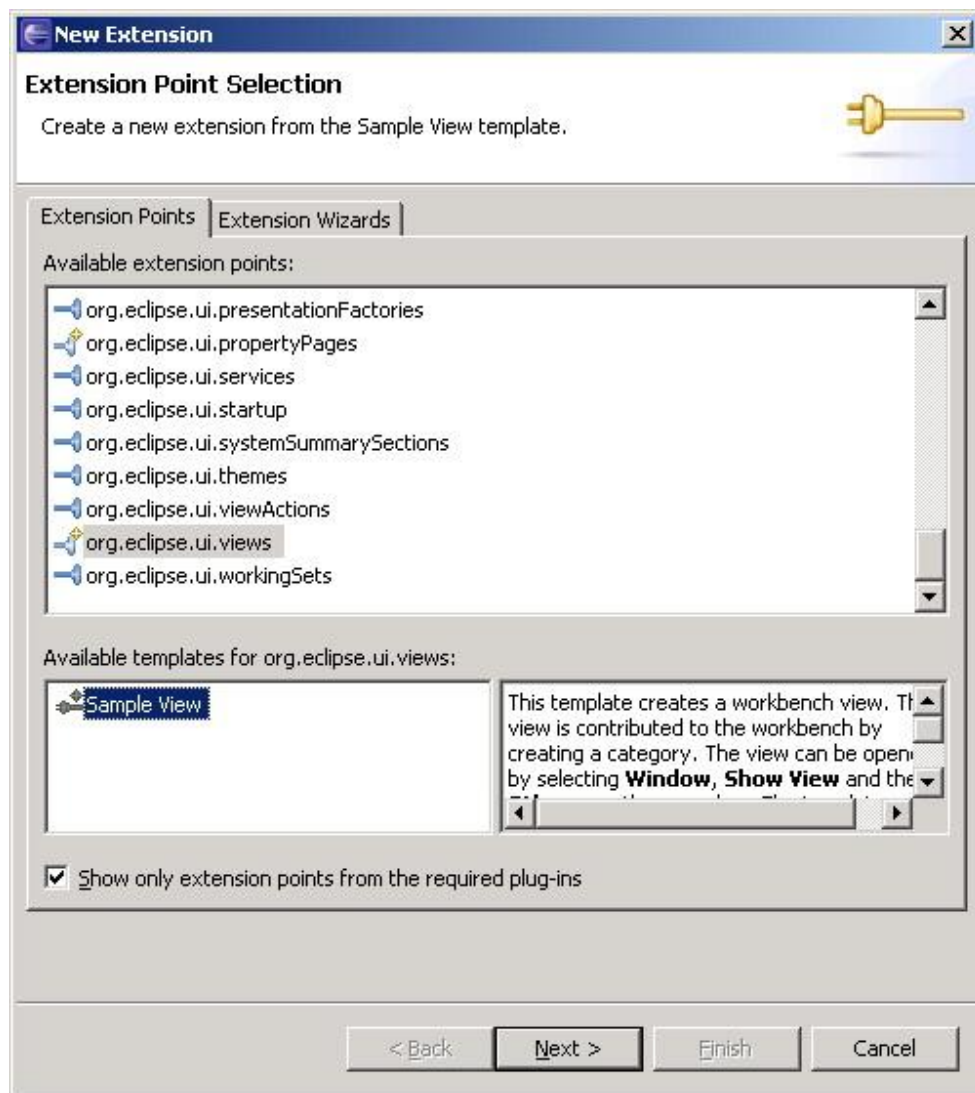 New Extension
Extension Point Selection
Create a new extension from the Sample View template.
Extension Points
Extension Wizards
Available extension points:
org.eclipse.ui.presentationFactories
org.eclipse.ui.propertyPages
org.eclipse.ui.services
org.eclipse.ui.startup
org.eclipse.ui.systemSummarySections
org.eclipse.ui.themes
org.eclipse.ui.viewActions
org.eclipse.ui.views
org.eclipse.ui.workingSets
Available templates for org.eclipse.ui.views:
Sample View
This template creates a workbench view.
view is contributed to the workbench by
creating a category. The view can be
by selecting Window, Show View and the
Show only extension points from the required plug-ins
< Back
Next >
Finish
Cancel